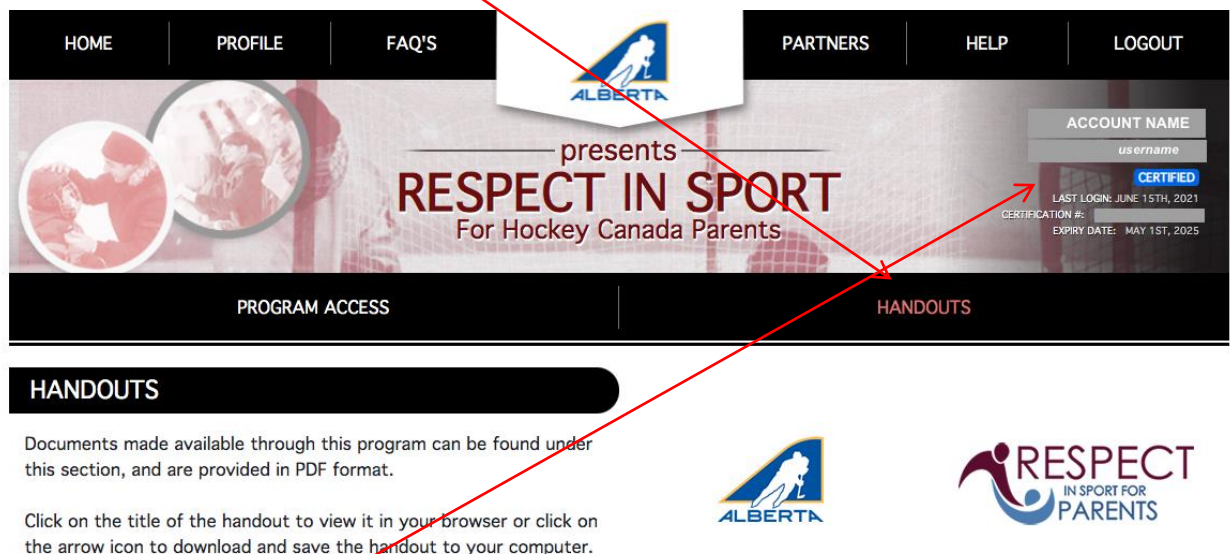 HOME PROFILE FAQ'S PARTNERS HELP LOGOUT
ALBERTA
presents
RESPECT IN SPORT
For Hockey Canada Parents
ACCOUNT NAME
username
CERTIFIED
LAST LOGIN: JUNE 15TH, 2021
CERTIFICATION #:
EXPIRY DATE: MAY 1ST, 2025
PROGRAM ACCESS HANDOUTS
HANDOUTS
Documents made available through this program can be found under
this section, and are provided in PDF format.
Click on the title of the handout to view it in your browser or click on
the arrow icon to download and save the handout to your computer.
ALBERTA
RESPECT
IN SPORT FOR
PARENTS